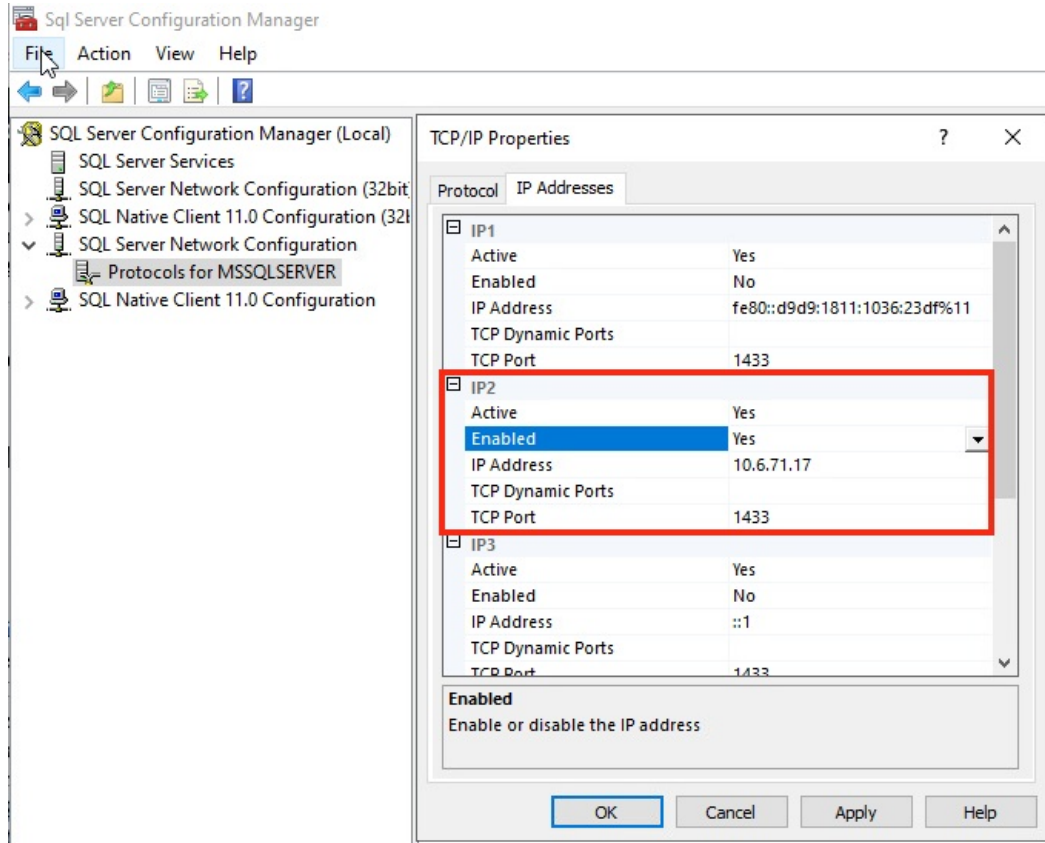 Sql Server Configuration Manager
File Action View Help
SQL Server Configuration Manager (Local)
SQL Server Services
SQL Server Network Configuration (32bit
SQL Native Client 11.0 Configuration (32b
SQL Server Network Configuration
Protocols for MSSQLSERVER
SQL Native Client 11.0 Configuration
TCP/IP Properties ? X
Protocol IP Addresses
IP1
Active Yes
Enabled No
IP Address fe80::d9d9:1811:1036:23df%11
TCP Dynamic Ports
TCP Port 1433
IP2
Active Yes
Enabled Yes
IP Address 10.6.71.17
TCP Dynamic Ports
TCP Port 1433
IP3
Active Yes
Enabled No
IP Address ::1
TCP Dynamic Ports
TCP Port 1433
Enabled
Enable or disable the IP address
OK Cancel Apply Help